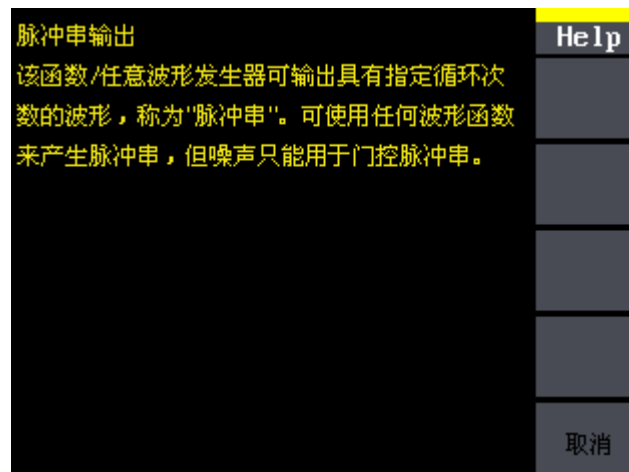 脉冲串输出
该函数/任意波形发生器可输出具有指定循环次
数的波形，称为"脉冲串"。可使用任何波形函数
来产生脉冲串，但噪声只能用于门控脉冲串。
Help
取消